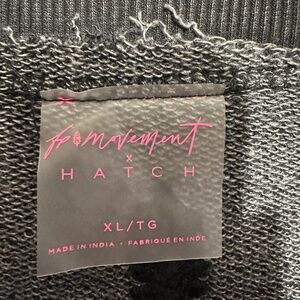 fp movement
x
HATCH
XL/TG
MADE IN INDIA • FABRIQUÉ EN INDE